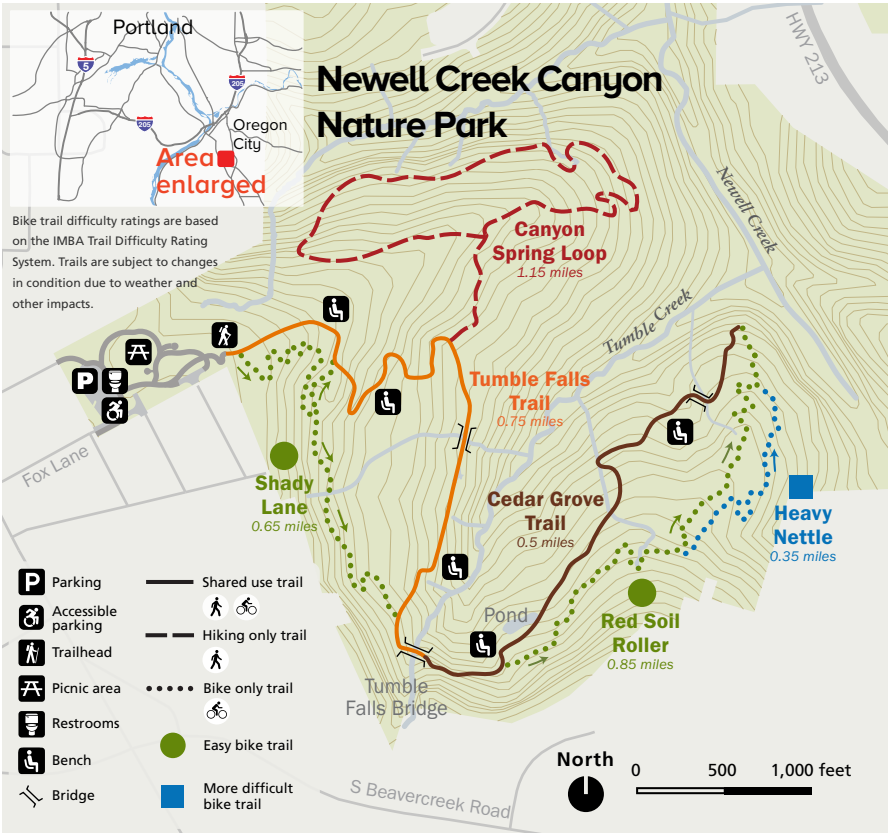 Portland
5
205
205
Oregon
City
Area
enlarged
Newell Creek Canyon
Nature Park
HWY 213
Bike trail difficulty ratings are based
on the IMBA Trail Difficulty Rating
System. Trails are subject to changes
in condition due to weather and
other impacts.
Canyon
Spring Loop
1.15 miles
Newell Creek
Tumble Creek
Tumble Falls
Trail
0.75 miles
P
Fox Lane
Shady
Lane
0.65 miles
Cedar Grove
Trail
0.5 miles
Heavy
Nettle
0.35 miles
Pond
Red Soil
Roller
0.85 miles
Tumble
Falls Bridge
P Parking
Accessible
parking
Trailhead
Picnic area
Restrooms
Bench
Bridge
Shared use trail
Hiking only trail
Bike only trail
Easy bike trail
More difficult
bike trail
S Beavercreek Road
North
0 500 1,000 feet